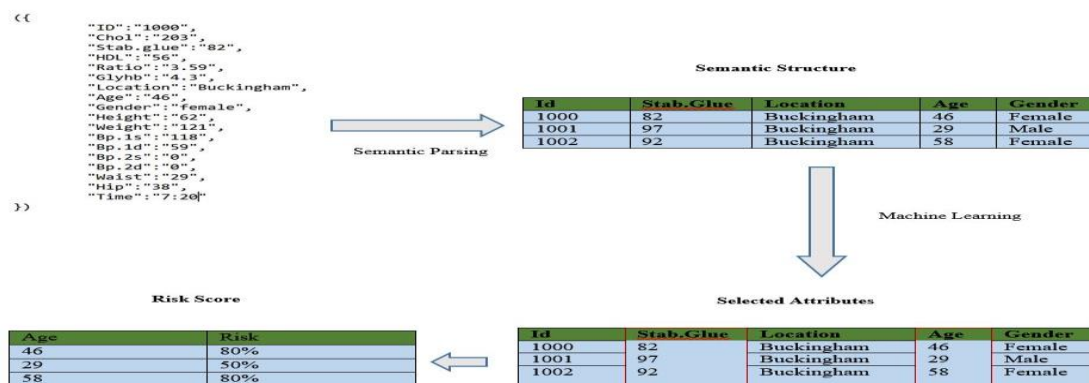 ({
"ID":"1000",
"Chol":"203",
"Stab.glue":"82",
"HDL":"56",
"Ratio":"3.59",
"Glyhb":"4.3",
"Location":"Buckingham",
"Age":"46",
"Gender":"female",
"Height":"62",
"Weight":"121",
"Bp.1s":"118",
"Bp.1d":"59",
"Bp.2s":"0",
"Bp.2d":"0",
"Waist":"29",
"Hip":"38",
"Time":"7:20"
})
Semantic Parsing
Semantic Structure
Id Stab.Glue Location Age Gender
1000 82 Buckingham 46 Female
1001 97 Buckingham 29 Male
1002 92 Buckingham 58 Female
Machine Learning
Selected Attributes
Id Stab.Glue Location Age Gender
1000 82 Buckingham 46 Female
1001 97 Buckingham 29 Male
1002 92 Buckingham 58 Female
Risk Score
Age Risk
46 80%
29 50%
58 80%